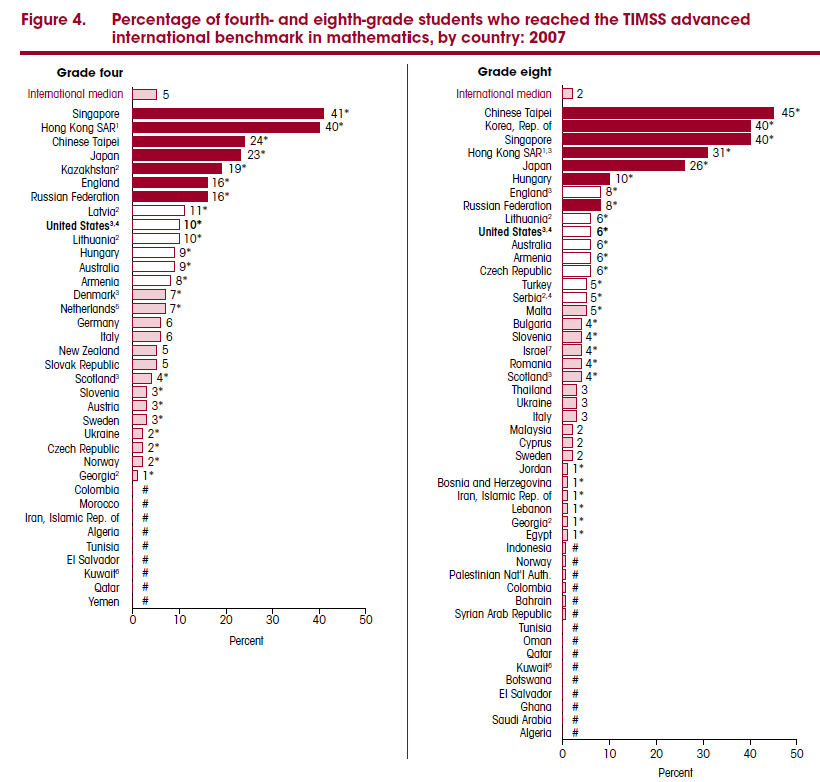 Figure 4. Percentage of fourth- and eighth-grade students who reached the TIMSS advanced
international benchmark in mathematics, by country: 2007
Grade four
International median 5
Singapore 41*
Hong Kong SAR¹ 40*
Chinese Taipei 24*
Japan 23*
Kazakhstan² 19*
England 16*
Russian Federation 16*
Latvia² 11*
United States³,⁴ 10*
Lithuania² 10*
Hungary 9*
Australia 9*
Armenia 8*
Denmark³ 7*
Netherlands⁵ 7*
Germany 6
Italy 6
New Zealand 5
Slovak Republic 5
Scotland³ 4*
Slovenia 3*
Austria 3*
Sweden 3*
Ukraine 2*
Czech Republic 2*
Norway 2*
Georgia² 1*
Colombia #
Morocco #
Iran, Islamic Rep. of #
Algeria #
Tunisia #
El Salvador #
Kuwait⁶ #
Qatar #
Yemen #
0 10 20 30 40 50
Percent
Grade eight
International median 2
Chinese Taipei 45*
Korea, Rep. of 40*
Singapore 40*
Hong Kong SAR¹,³ 31*
Japan 26*
Hungary 10*
England³ 8*
Russian Federation 8*
Lithuania² 6*
United States³,⁴ 6*
Australia 6*
Armenia 6*
Czech Republic 6*
Turkey 5*
Serbia²,⁴ 5*
Malta 5*
Bulgaria 4*
Slovenia 4*
Israel⁷ 4*
Romania 4*
Scotland³ 4*
Thailand 3
Ukraine 3
Italy 3
Malaysia 2
Cyprus 2
Sweden 2
Jordan 1*
Bosnia and Herzegovina 1*
Iran, Islamic Rep. of 1*
Lebanon 1*
Georgia² 1*
Egypt 1*
Indonesia #
Norway #
Palestinian Nat'l Auth. #
Colombia #
Bahrain #
Syrian Arab Republic #
Tunisia #
Oman #
Qatar #
Kuwait⁶ #
Botswana #
El Salvador #
Ghana #
Saudi Arabia #
Algeria #
0 10 20 30 40 50
Percent